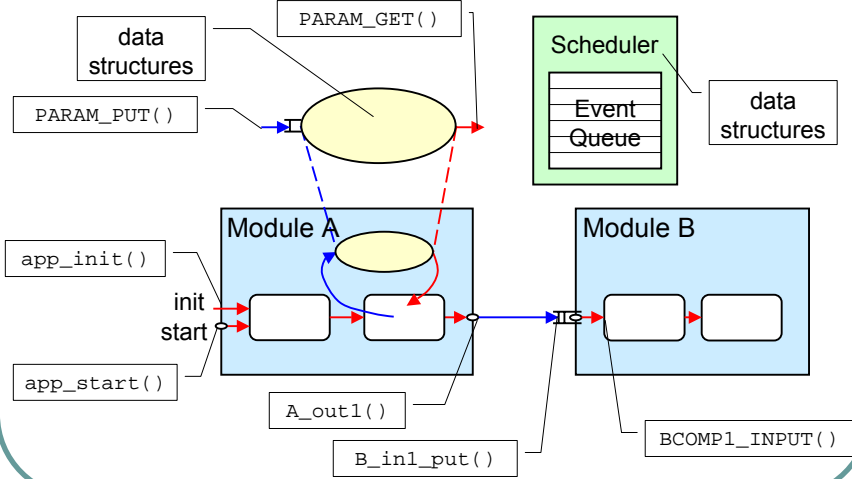 PARAM_GET()
data
structures
Scheduler
PARAM_PUT()
Event
Queue
data
structures
Module A
Module B
app_init()
init
start
app_start()
A_out1()
BCOMP1_INPUT()
B_in1_put()